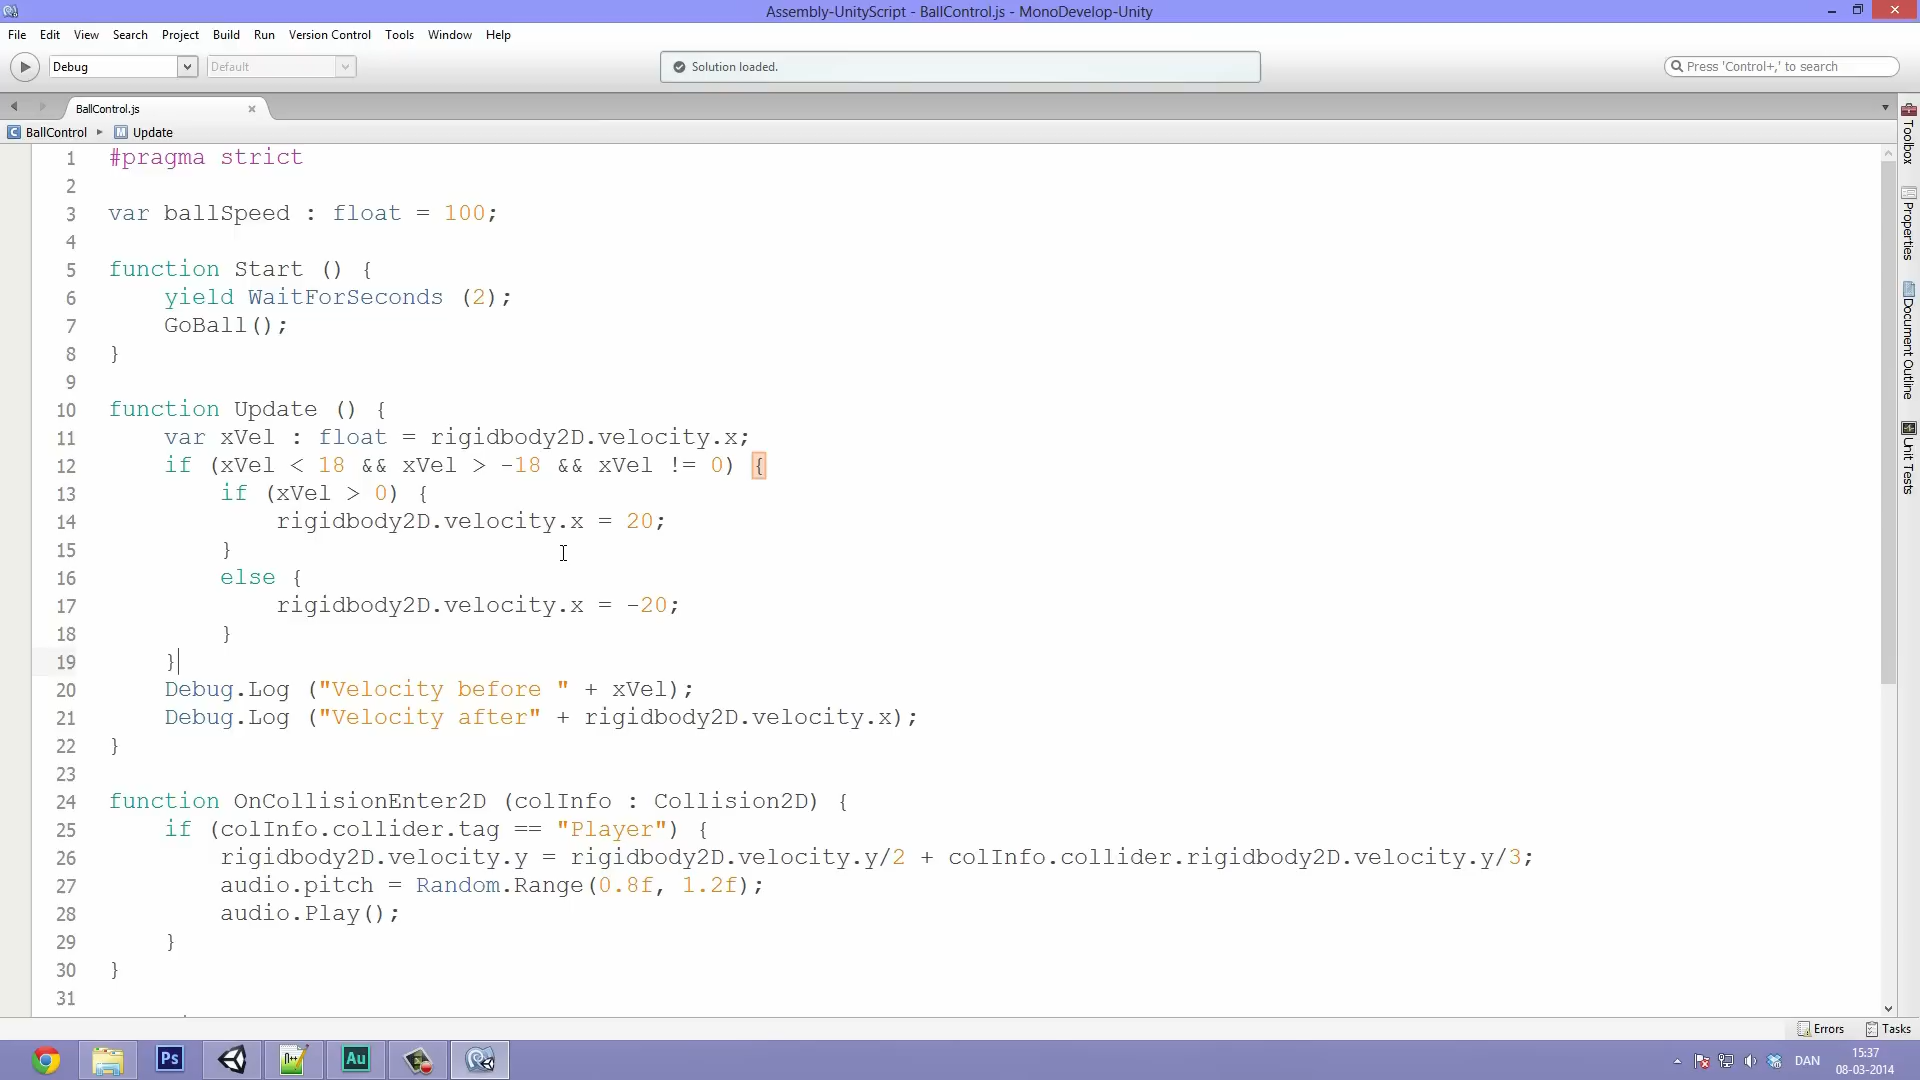 Assembly-UnityScript - BallControl.js - MonoDevelop-Unity
File Edit View Search Project Build Run Version Control Tools Window Help
Debug Default Solution loaded. Press 'Control+,' to search
BallControl.js
BallControl Update
1 #pragma strict
2
3 var ballSpeed : float = 100;
4
5 function Start () {
6 yield WaitForSeconds (2);
7 GoBall();
8 }
9
10 function Update () {
11 var xVel : float = rigidbody2D.velocity.x;
12 if (xVel < 18 && xVel > -18 && xVel != 0) {
13 if (xVel > 0) {
14 rigidbody2D.velocity.x = 20;
15 }
16 else {
17 rigidbody2D.velocity.x = -20;
18 }
19 }
20 Debug.Log ("Velocity before " + xVel);
21 Debug.Log ("Velocity after" + rigidbody2D.velocity.x);
22 }
23
24 function OnCollisionEnter2D (colInfo : Collision2D) {
25 if (colInfo.collider.tag == "Player") {
26 rigidbody2D.velocity.y = rigidbody2D.velocity.y/2 + colInfo.collider.rigidbody2D.velocity.y/3;
27 audio.pitch = Random.Range(0.8f, 1.2f);
28 audio.Play();
29 }
30 }
31
Toolbox
Properties
Document Outline
Unit Tests
Errors Tasks
Ps Au DAN 15:37
08-03-2014